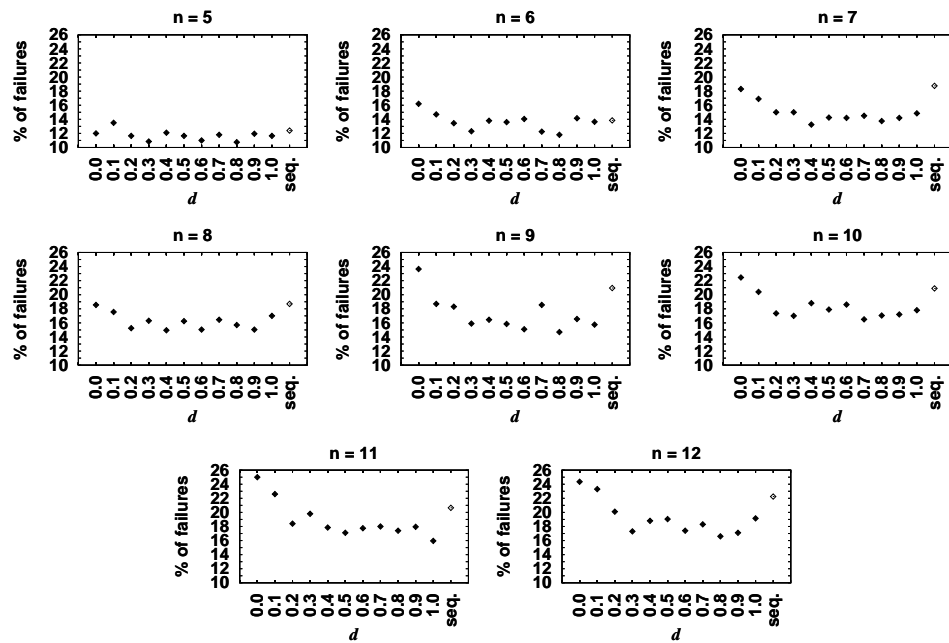 n = 5
% of failures
26
24
22
20
18
16
14
12
10
0.0 0.1 0.2 0.3 0.4 0.5 0.6 0.7 0.8 0.9 1.0 seq.
d
n = 6
% of failures
26
24
22
20
18
16
14
12
10
0.0 0.1 0.2 0.3 0.4 0.5 0.6 0.7 0.8 0.9 1.0 seq.
d
n = 7
% of failures
26
24
22
20
18
16
14
12
10
0.0 0.1 0.2 0.3 0.4 0.5 0.6 0.7 0.8 0.9 1.0 seq.
d
n = 8
% of failures
26
24
22
20
18
16
14
12
10
0.0 0.1 0.2 0.3 0.4 0.5 0.6 0.7 0.8 0.9 1.0 seq.
d
n = 9
% of failures
26
24
22
20
18
16
14
12
10
0.0 0.1 0.2 0.3 0.4 0.5 0.6 0.7 0.8 0.9 1.0 seq.
d
n = 10
% of failures
26
24
22
20
18
16
14
12
10
0.0 0.1 0.2 0.3 0.4 0.5 0.6 0.7 0.8 0.9 1.0 seq.
d
n = 11
% of failures
26
24
22
20
18
16
14
12
10
0.0 0.1 0.2 0.3 0.4 0.5 0.6 0.7 0.8 0.9 1.0 seq.
d
n = 12
% of failures
26
24
22
20
18
16
14
12
10
0.0 0.1 0.2 0.3 0.4 0.5 0.6 0.7 0.8 0.9 1.0 seq.
d